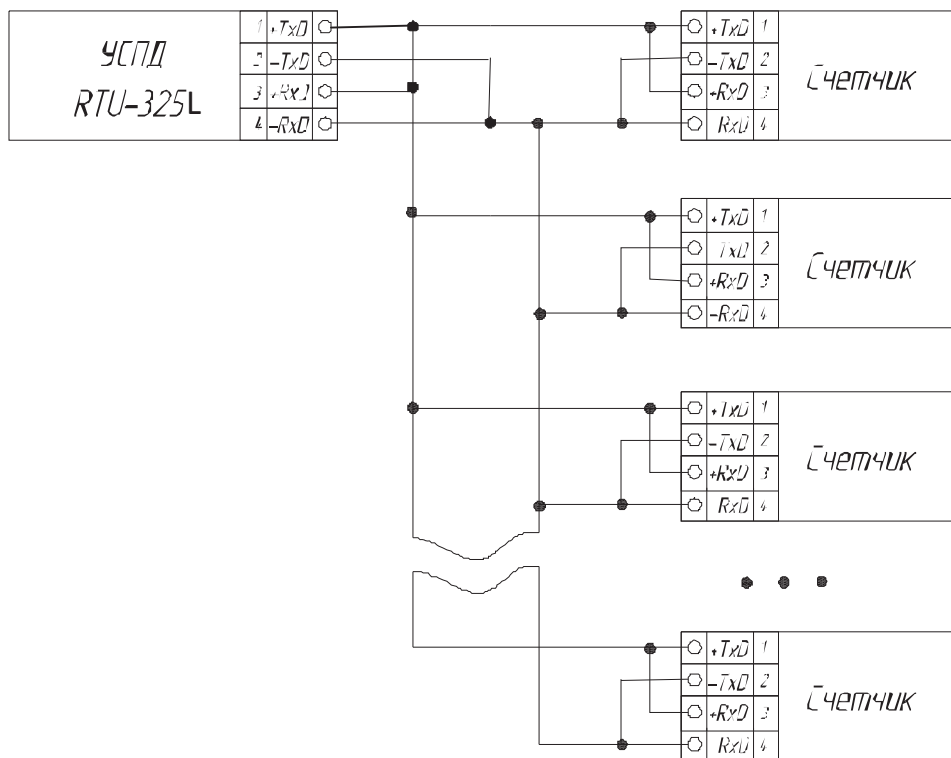 УСПД
RTU-325L
1 +TxD
2 -TxD
3 +RxD
4 -RxD
+TxD 1
-TxD 2
+RxD 3
RxD 4
Счетчик
+TxD 1
TxD 2
+RxD 3
-RxD 4
Счетчик
+TxD 1
-TxD 2
+RxD 3
RxD 4
Счетчик
+TxD 1
-TxD 2
+RxD 3
RxD 4
Счетчик